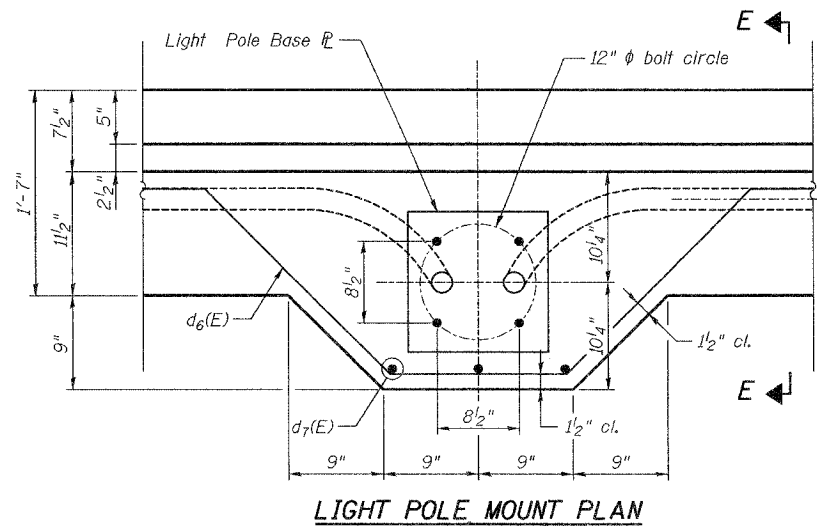 E
Light Pole Base ⅊
12" ϕ bolt circle
5"
7½"
2½"
1'-7"
11½"
9"
8½"
10¼"
10¼"
d6(E)
1½" cl.
E
d7(E)
8½"
1½" cl.
9"
9"
9"
9"
LIGHT POLE MOUNT PLAN